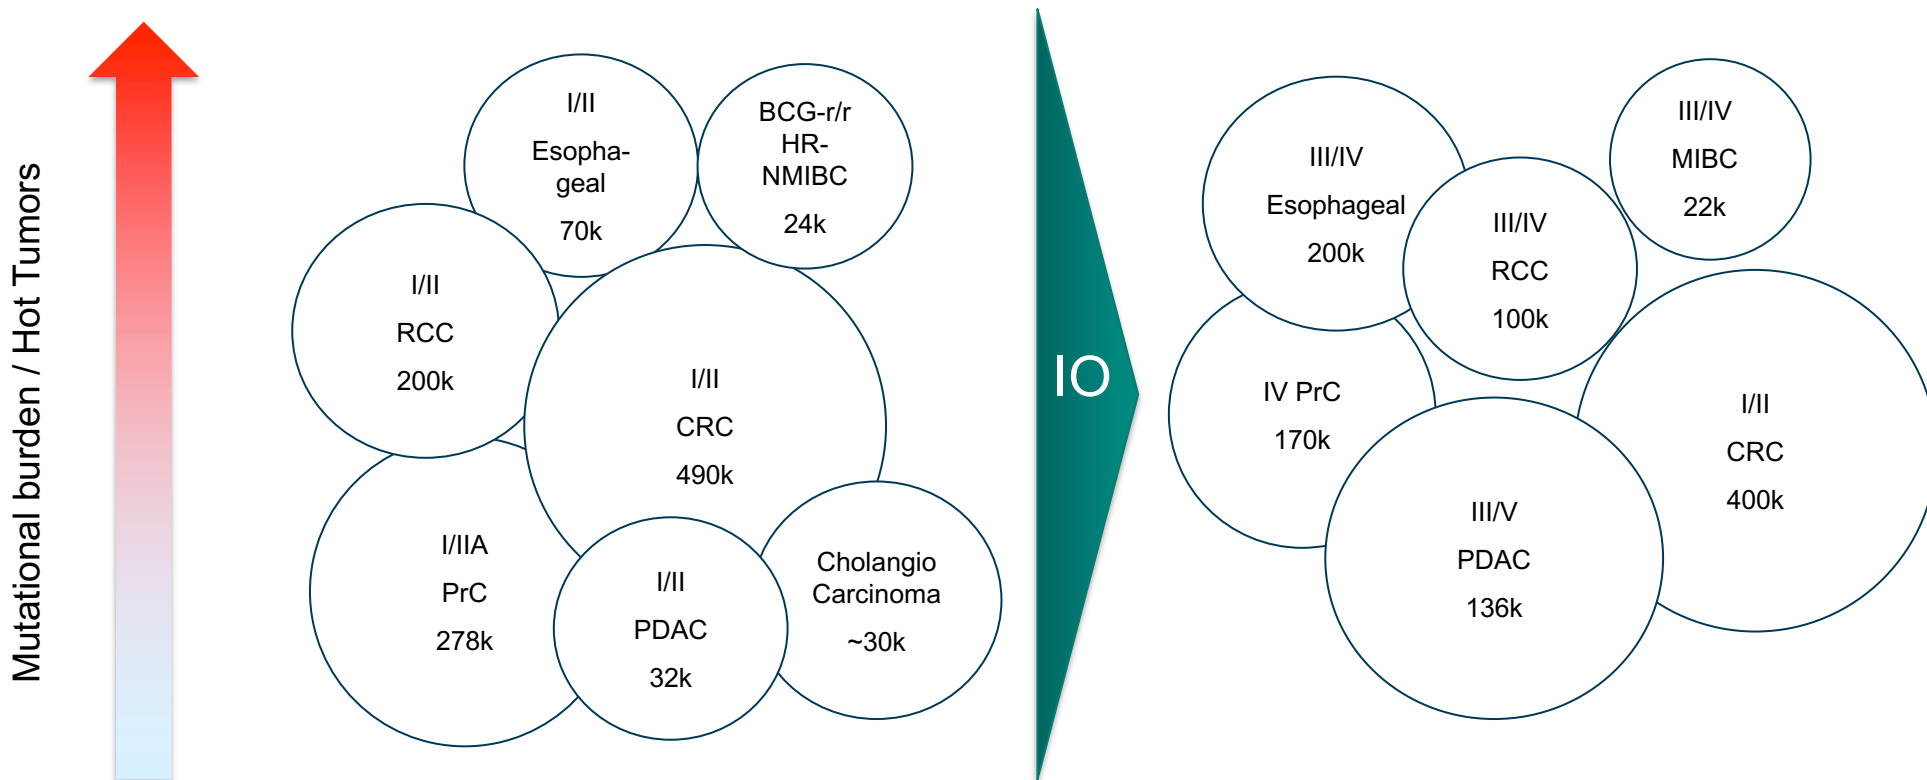 Mutational burden / Hot Tumors
I/II
Esopha-
geal
70k
BCG-r/r
HR-
NMIBC
24k
I/II
RCC
200k
I/II
CRC
490k
I/IIA
PrC
278k
I/II
PDAC
32k
Cholangio
Carcinoma
~30k
IO
III/IV
Esophageal
200k
III/IV
RCC
100k
III/IV
MIBC
22k
IV PrC
170k
I/II
CRC
400k
III/V
PDAC
136k